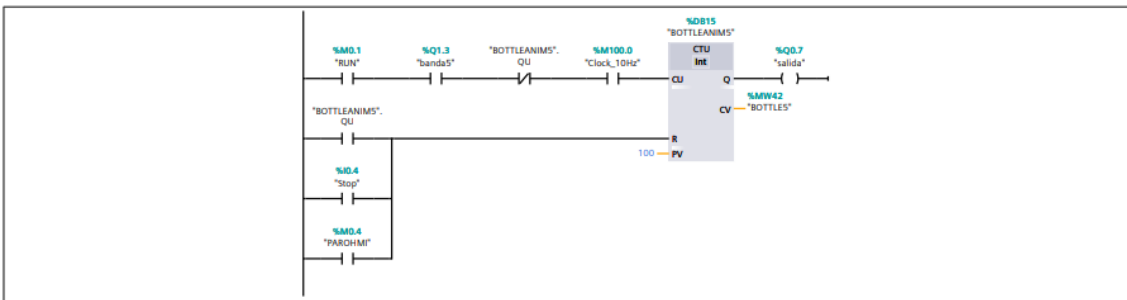 %DB15
"BOTTLEANIM5"
%M0.1
"RUN"
%Q1.3
"banda5"
"BOTTLEANIM5".
QU
%M100.0
"Clock_10Hz"
CTU
Int
%Q0.7
"salida"
CU
Q
CV
%MW42
"BOTTLE5"
"BOTTLEANIM5".
QU
R
100
PV
%I0.4
"Stop"
%M0.4
"PAROHMI"